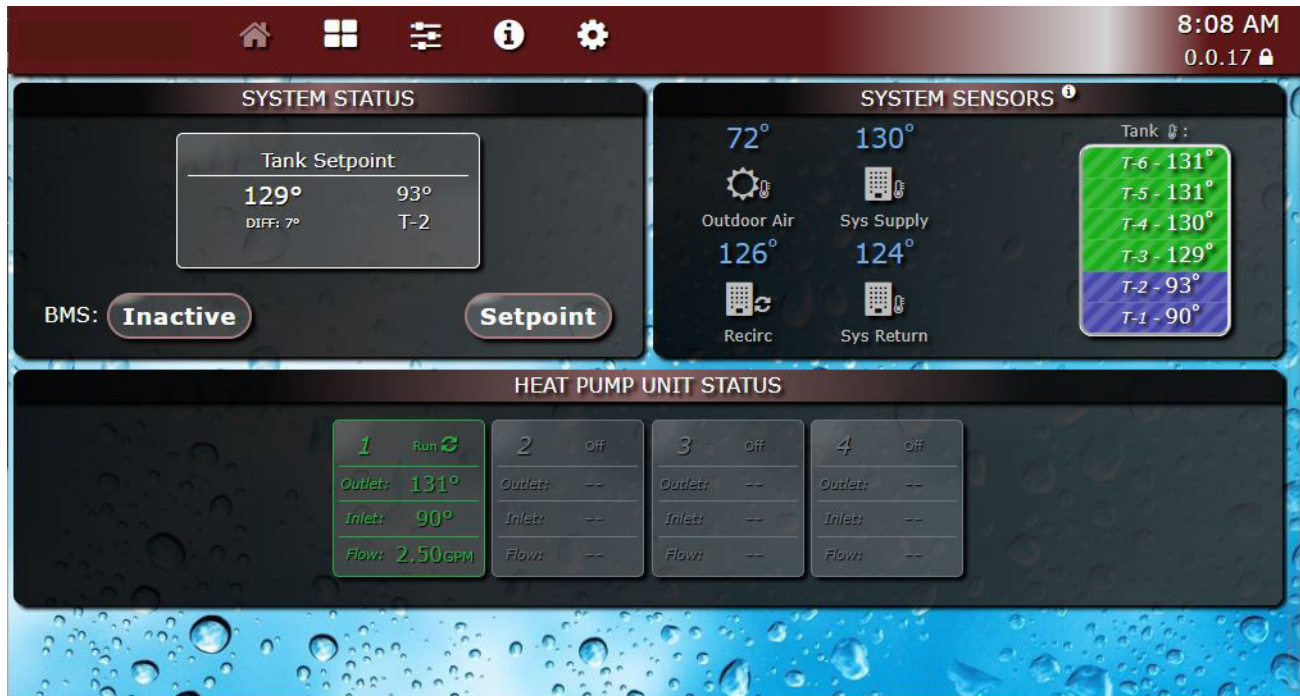 8:08 AM
0.0.17
SYSTEM STATUS
Tank Setpoint
129° 93°
DIFF: 7° T-2
BMS: Inactive Setpoint
SYSTEM SENSORS
72° 130°
Outdoor Air Sys Supply
126° 124°
Recirc Sys Return
Tank :
T-6 - 131°
T-5 - 131°
T-4 - 130°
T-3 - 129°
T-2 - 93°
T-1 - 90°
HEAT PUMP UNIT STATUS
1 Run
Outlet: 131°
Inlet: 90°
Flow: 2.50GPM
2 Off
Outlet: --
Inlet: --
Flow: --
3 Off
Outlet: --
Inlet: --
Flow: --
4 Off
Outlet: --
Inlet: --
Flow: --